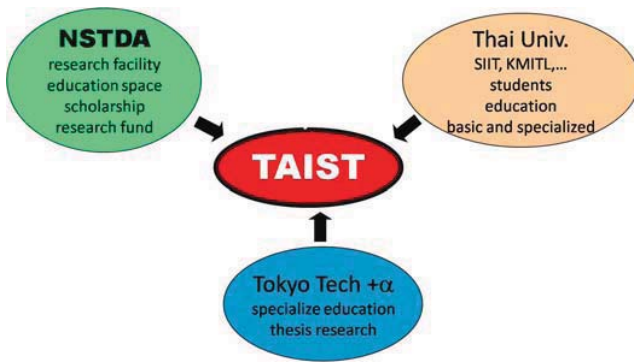 NSTDA
research facility
education space
scholarship
research fund
Thai Univ.
SIIT, KMITL,...
students
education
basic and specialized
TAIST
Tokyo Tech +α
specialize education
thesis research